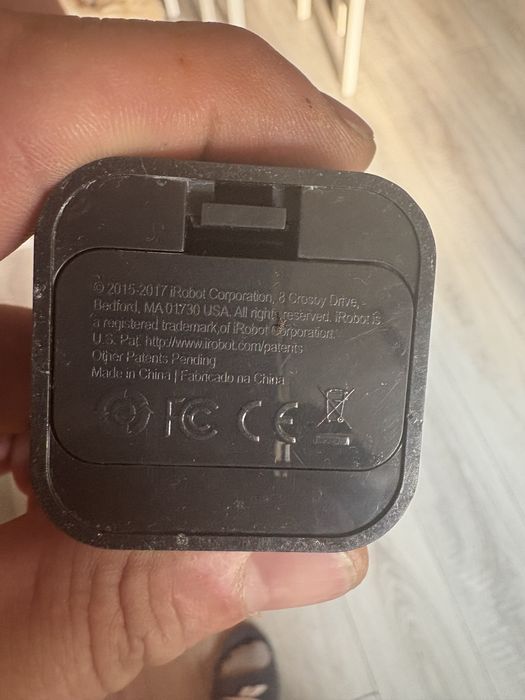 © 2015-2017 iRobot Corporation, 8 Crosby Drive,
Bedford, MA 01730 USA. All rights reserved. iRobot is
a registered trademark of iRobot Corporation.
U.S. Pat. http://www.irobot.com/patents
Other Patents Pending
Made in China | Fabricado na China
FC CE